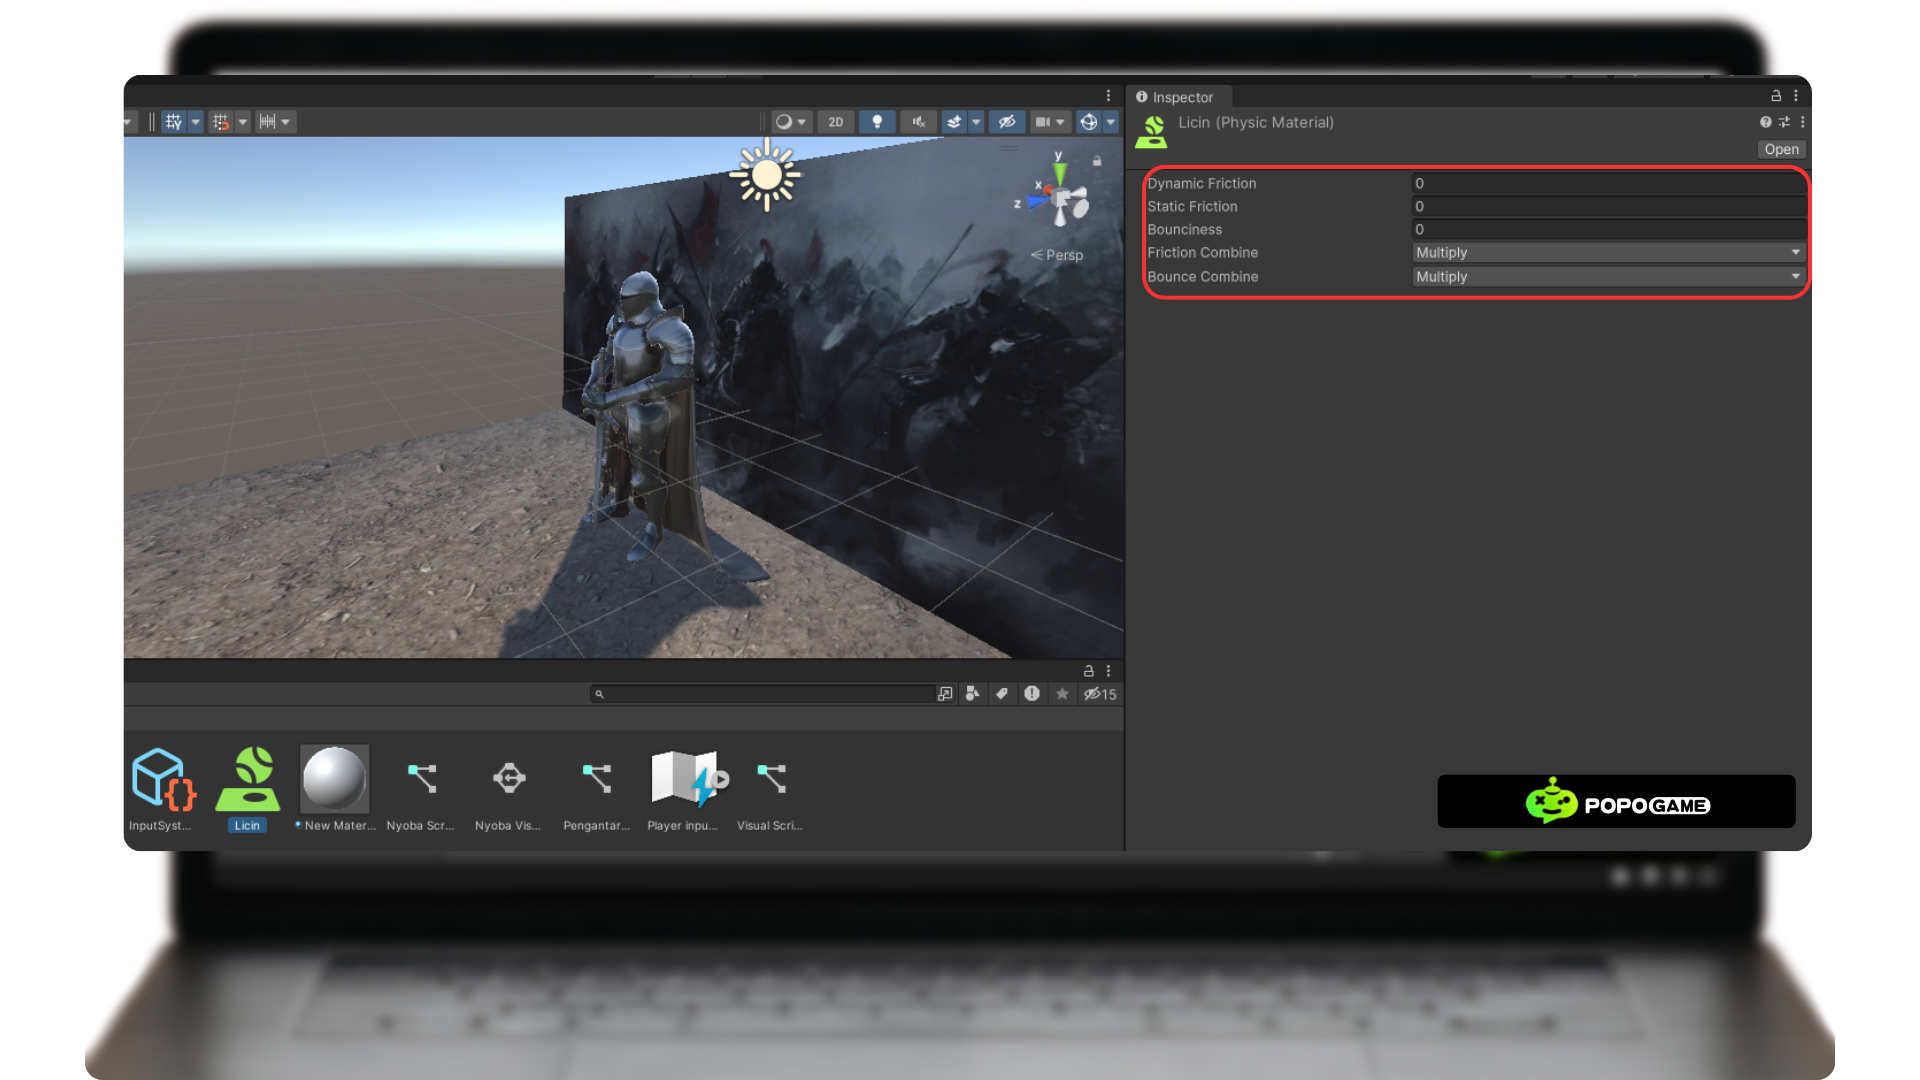 Inspector
Licin (Physic Material)
Open
Dynamic Friction 0
Static Friction 0
Bounciness 0
Friction Combine Multiply
Bounce Combine Multiply
2D
y
x
z
Persp
15
InputSyst...
Licin
New Mater...
Nyoba Scr...
Nyoba Vis...
Pengantar...
Player inpu...
Visual Scri...
POPOGAME